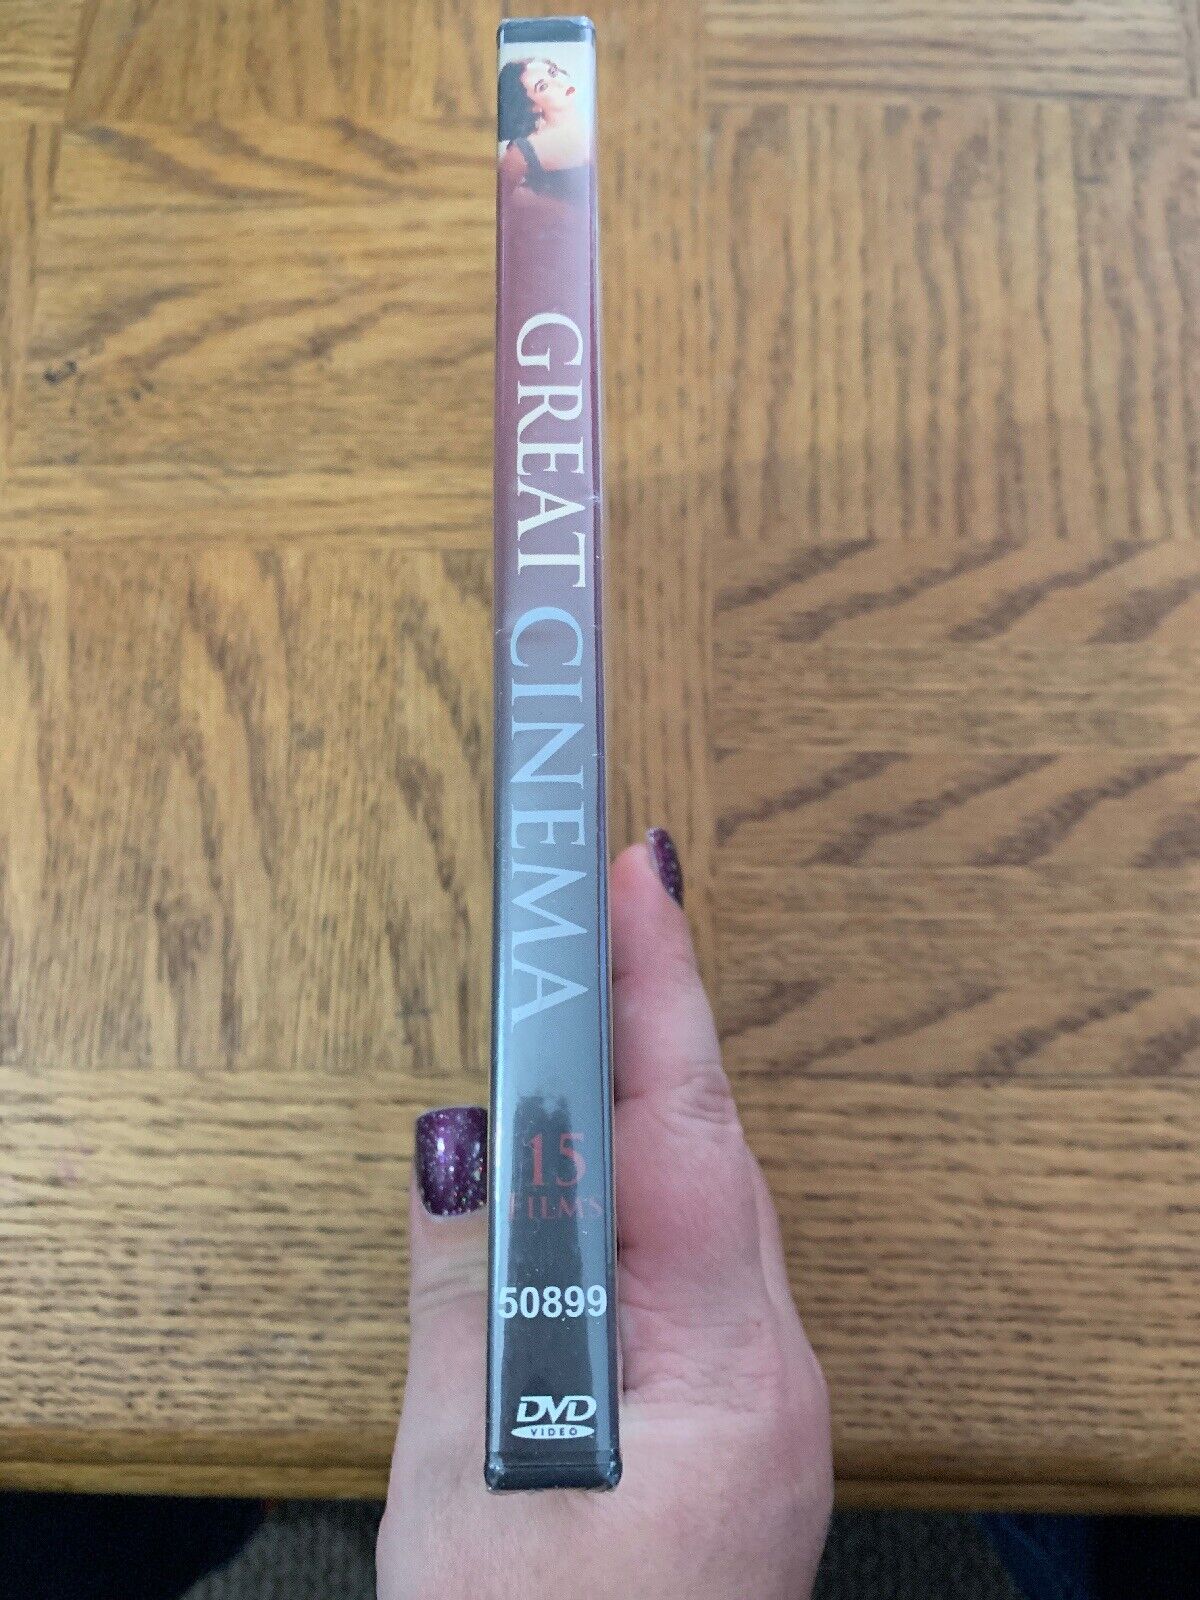 GREAT CINEMA
15
FILMS
50899
DVD
VIDEO